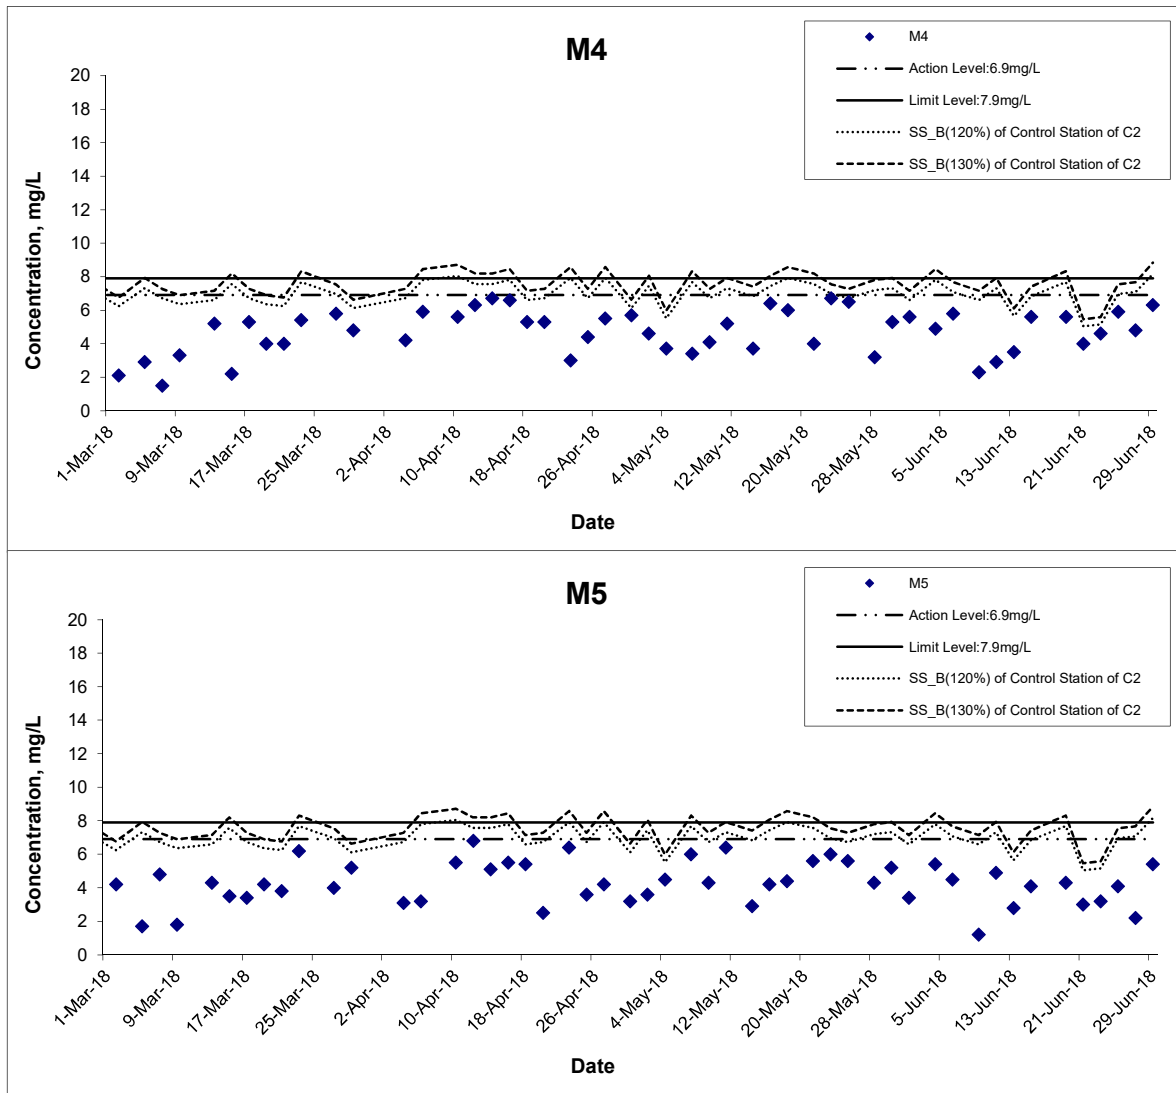 M4
M4
Action Level:6.9mg/L
Limit Level:7.9mg/L
SS_B(120%) of Control Station of C2
SS_B(130%) of Control Station of C2
Concentration, mg/L
20
18
16
14
12
10
8
6
4
2
0
1-Mar-18
9-Mar-18
17-Mar-18
25-Mar-18
2-Apr-18
10-Apr-18
18-Apr-18
26-Apr-18
4-May-18
12-May-18
20-May-18
28-May-18
5-Jun-18
13-Jun-18
21-Jun-18
29-Jun-18
Date
M5
M5
Action Level:6.9mg/L
Limit Level:7.9mg/L
SS_B(120%) of Control Station of C2
SS_B(130%) of Control Station of C2
Concentration, mg/L
20
18
16
14
12
10
8
6
4
2
0
1-Mar-18
9-Mar-18
17-Mar-18
25-Mar-18
2-Apr-18
10-Apr-18
18-Apr-18
26-Apr-18
4-May-18
12-May-18
20-May-18
28-May-18
5-Jun-18
13-Jun-18
21-Jun-18
29-Jun-18
Date